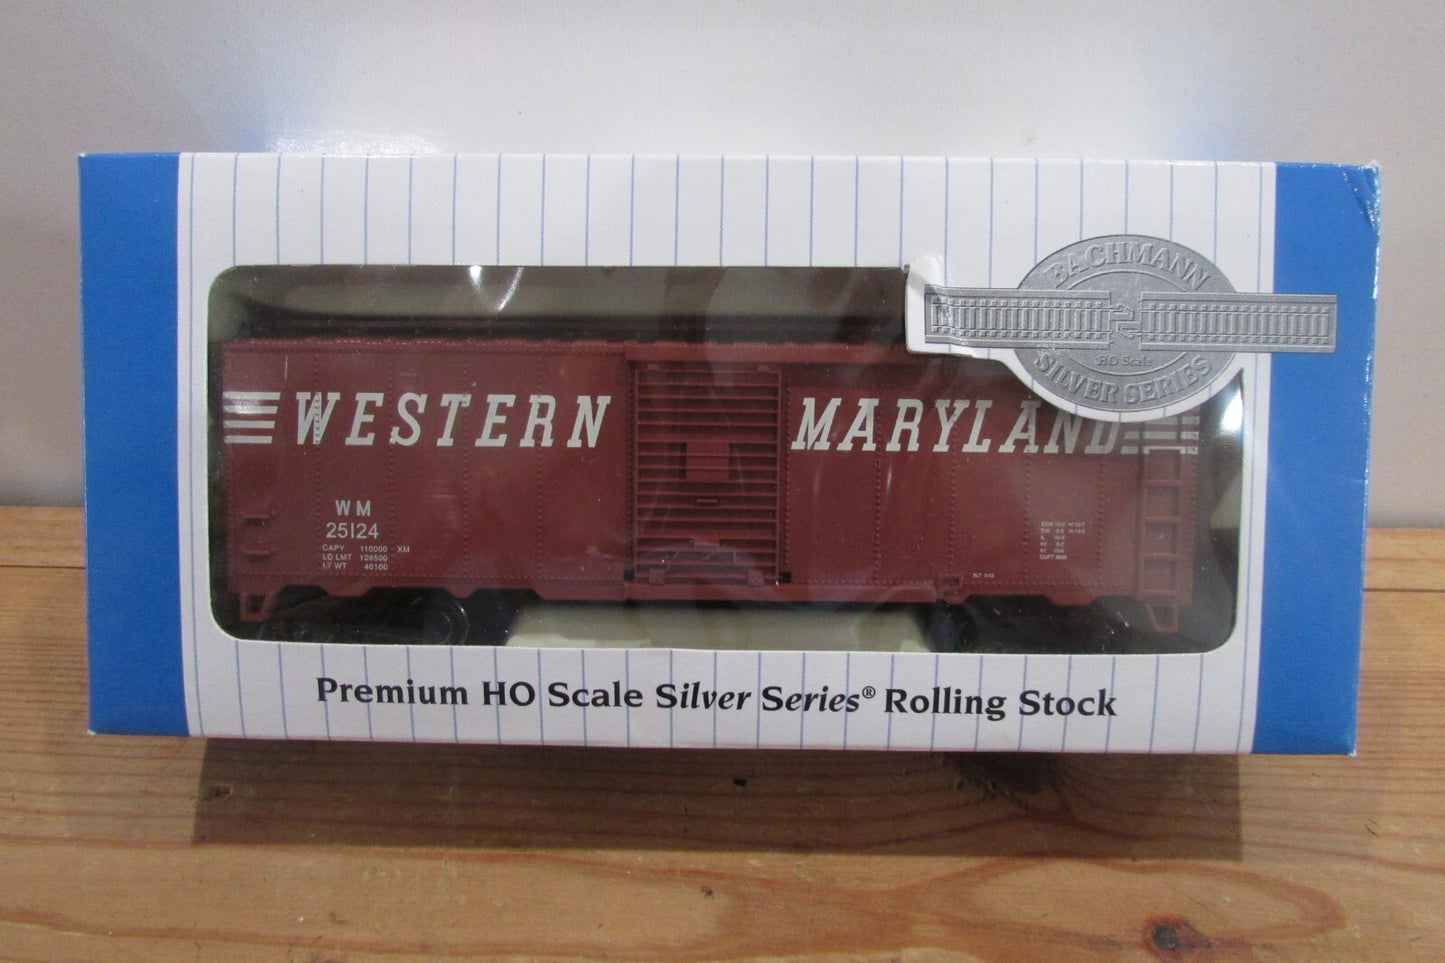 BACHMANN
HO Scale
SILVER SERIES
WESTERN MARYLAND
WM
25124
CAPY 110000 XM
LD LMT 128500
LT WT 40100
BLT
Premium HO Scale Silver Series® Rolling Stock